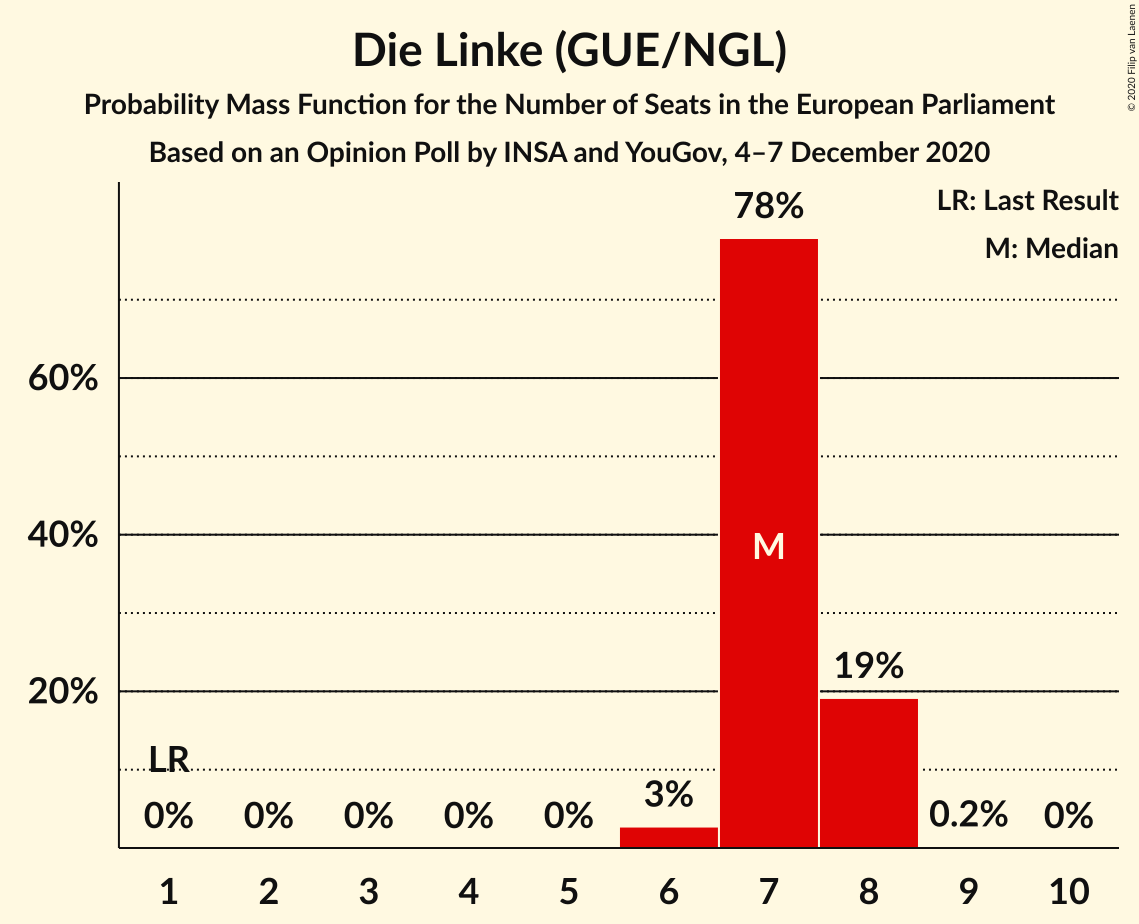 Die Linke (GUE/NGL)
Probability Mass Function for the Number of Seats in the European Parliament
Based on an Opinion Poll by INSA and YouGov, 4–7 December 2020
© 2020 Filip van Laenen
LR: Last Result
M: Median
78%
60%
40%
M
19%
20%
LR
3%
0% 0% 0% 0% 0% 0.2% 0%
1 2 3 4 5 6 7 8 9 10